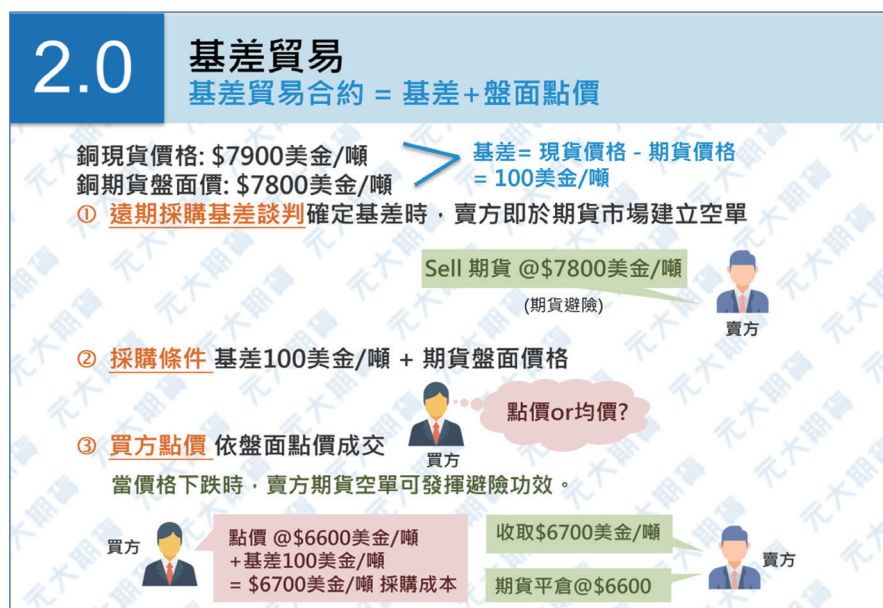 2.0
基差貿易
基差貿易合約 = 基差+盤面點價
銅現貨價格: $7900美金/噸
銅期貨盤面價: $7800美金/噸
基差= 現貨價格 - 期貨價格
= 100美金/噸
① 遠期採購基差談判確定基差時，賣方即於期貨市場建立空單
Sell 期貨 @$7800美金/噸
(期貨避險)
賣方
② 採購條件 基差100美金/噸 + 期貨盤面價格
點價or均價?
買方
③ 買方點價 依盤面點價成交
當價格下跌時，賣方期貨空單可發揮避險功效。
買方
點價 @$6600美金/噸
+基差100美金/噸
= $6700美金/噸 採購成本
收取$6700美金/噸
期貨平倉@$6600
賣方
元大期貨